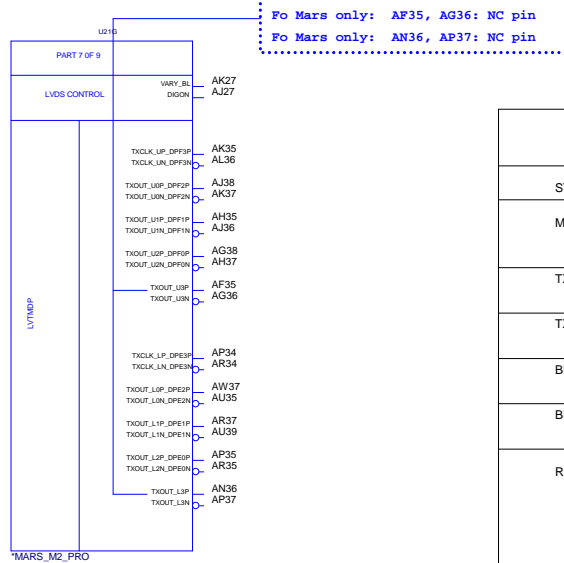 Fo Mars only: AF35, AG36: NC pin
Fo Mars only: AN36, AP37: NC pin
U21G
PART 7 0F 9
LVDS CONTROL
VARY_BL AK27
DIGON AJ27
TXCLK_UP_DPF3P AK35
TXCLK_UN_DPF3N AL36
TXOUT_U0P_DPF2P AJ38
TXOUT_U0N_DPF2N AK37
TXOUT_U1P_DPF1P AH35
TXOUT_U1N_DPF1N AJ36
TXOUT_U2P_DPF0P AG38
TXOUT_U2N_DPF0N AH37
TXOUT_U3P AF35
TXOUT_U3N AG36
LVTMDP
TXCLK_LP_DPE3P AP34
TXCLK_LN_DPE3N AR34
TXOUT_L0P_DPE2P AW37
TXOUT_L0N_DPE2N AU35
TXOUT_L1P_DPE1P AR37
TXOUT_L1N_DPE1N AU39
TXOUT_L2P_DPE0P AP35
TXOUT_L2N_DPE0N AR35
TXOUT_L3P AN36
TXOUT_L3N AP37
*MARS_M2_PRO